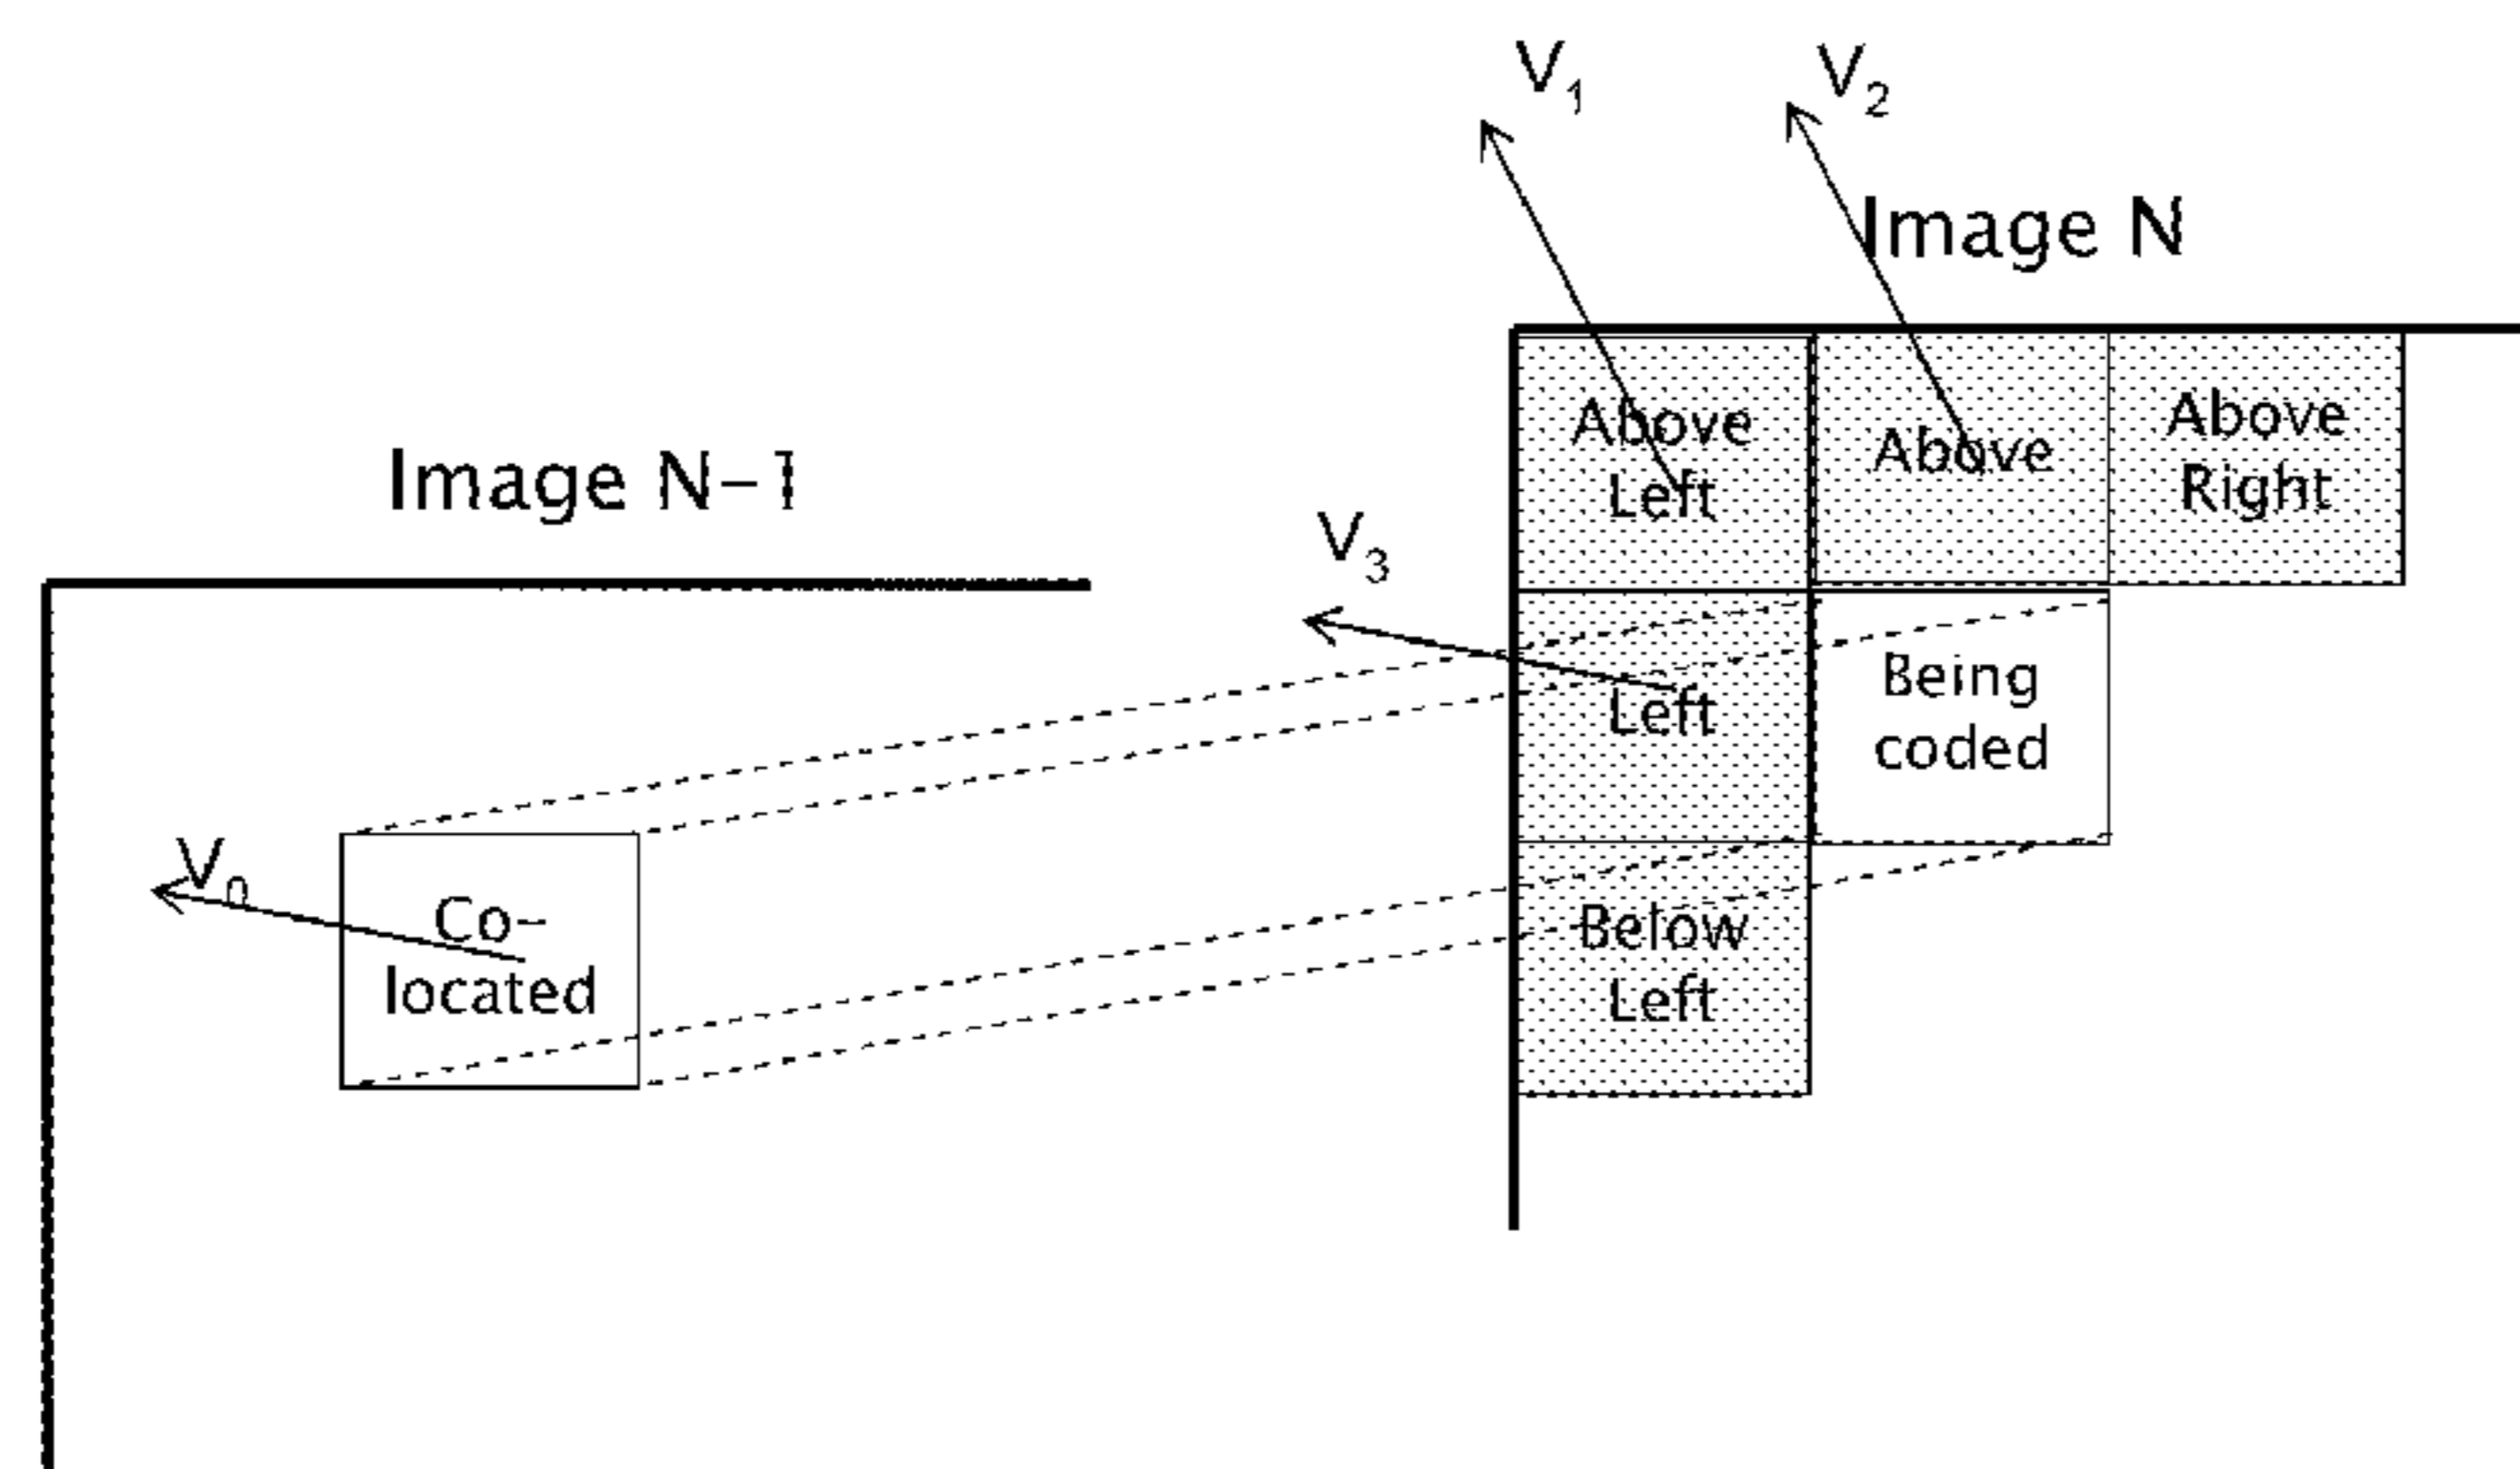 V1
V2
Image N
Above
Left
Above
Above
Right
Image N-1
V3
Left
Being
coded
V0
Co-
located
Below
Left